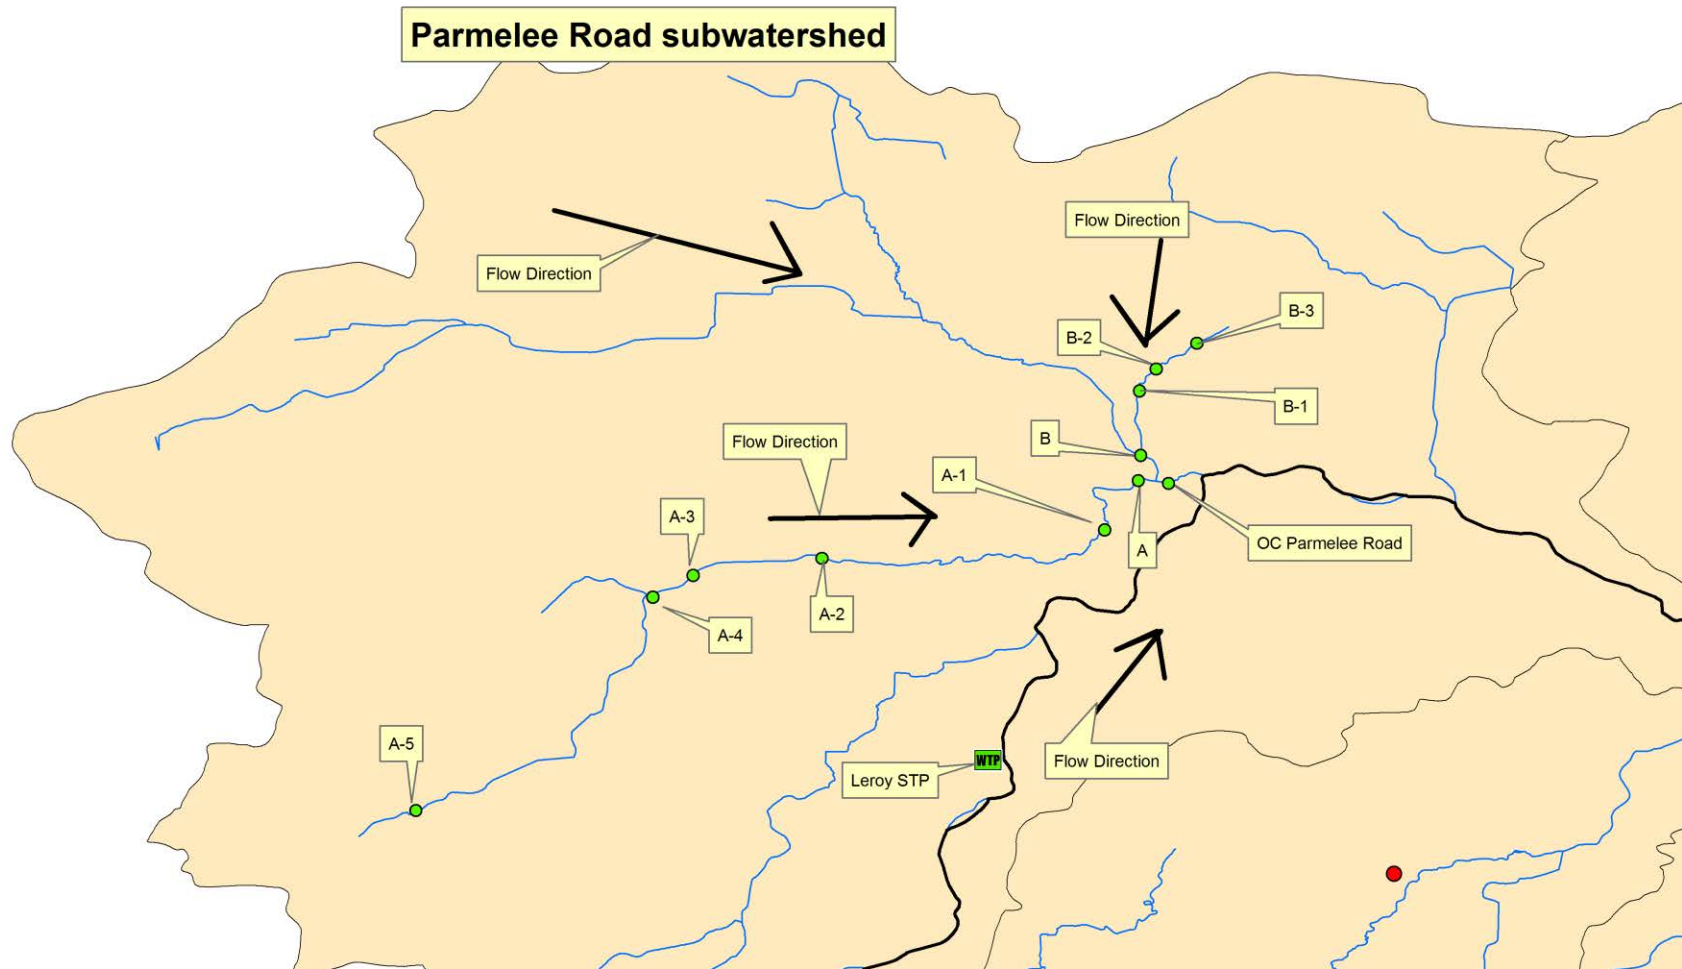 Parmelee Road subwatershed
Flow Direction
Flow Direction
B-3
B-2
B-1
Flow Direction
B
A-1
A-3
A
OC Parmelee Road
A-2
A-4
A-5
WTP
Leroy STP
Flow Direction